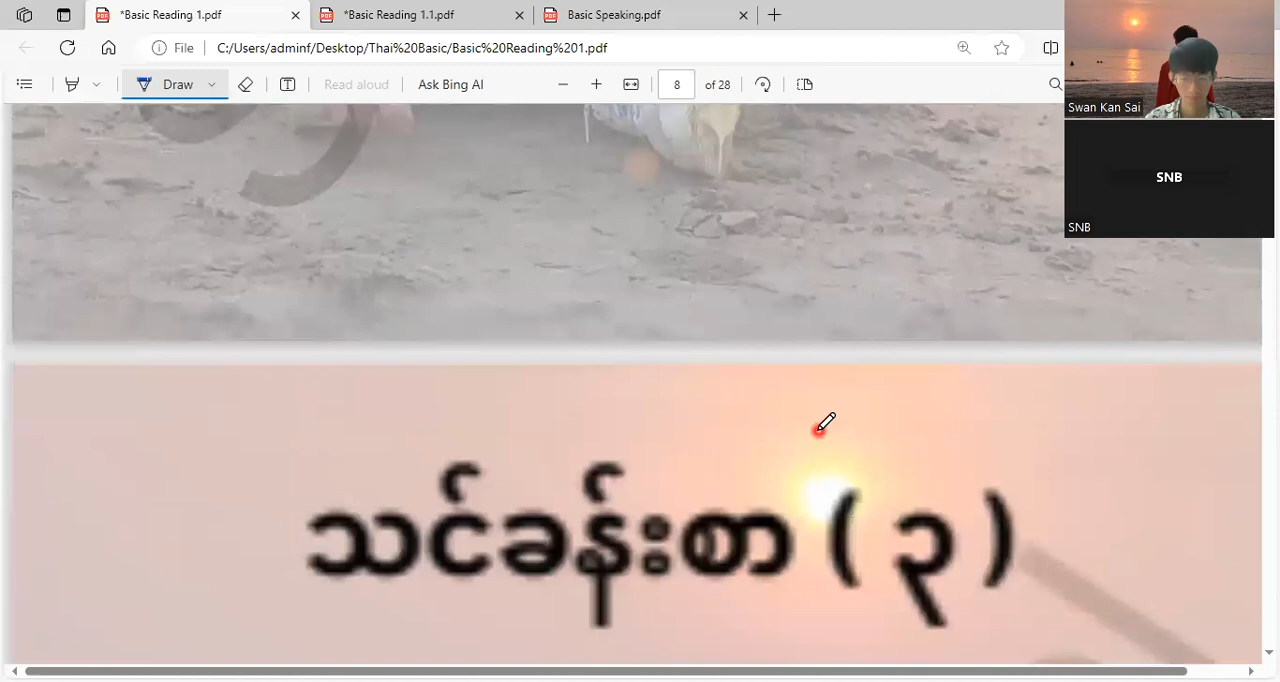 *Basic Reading 1.pdf
*Basic Reading 1.1.pdf
Basic Speaking.pdf
File
C:/Users/adminf/Desktop/Thai%20Basic/Basic%20Reading%201.pdf
Draw
Read aloud
Ask Bing AI
8 of 28
Swan Kan Sai
SNB
SNB
သင်ခန်းစာ ( ၃ )